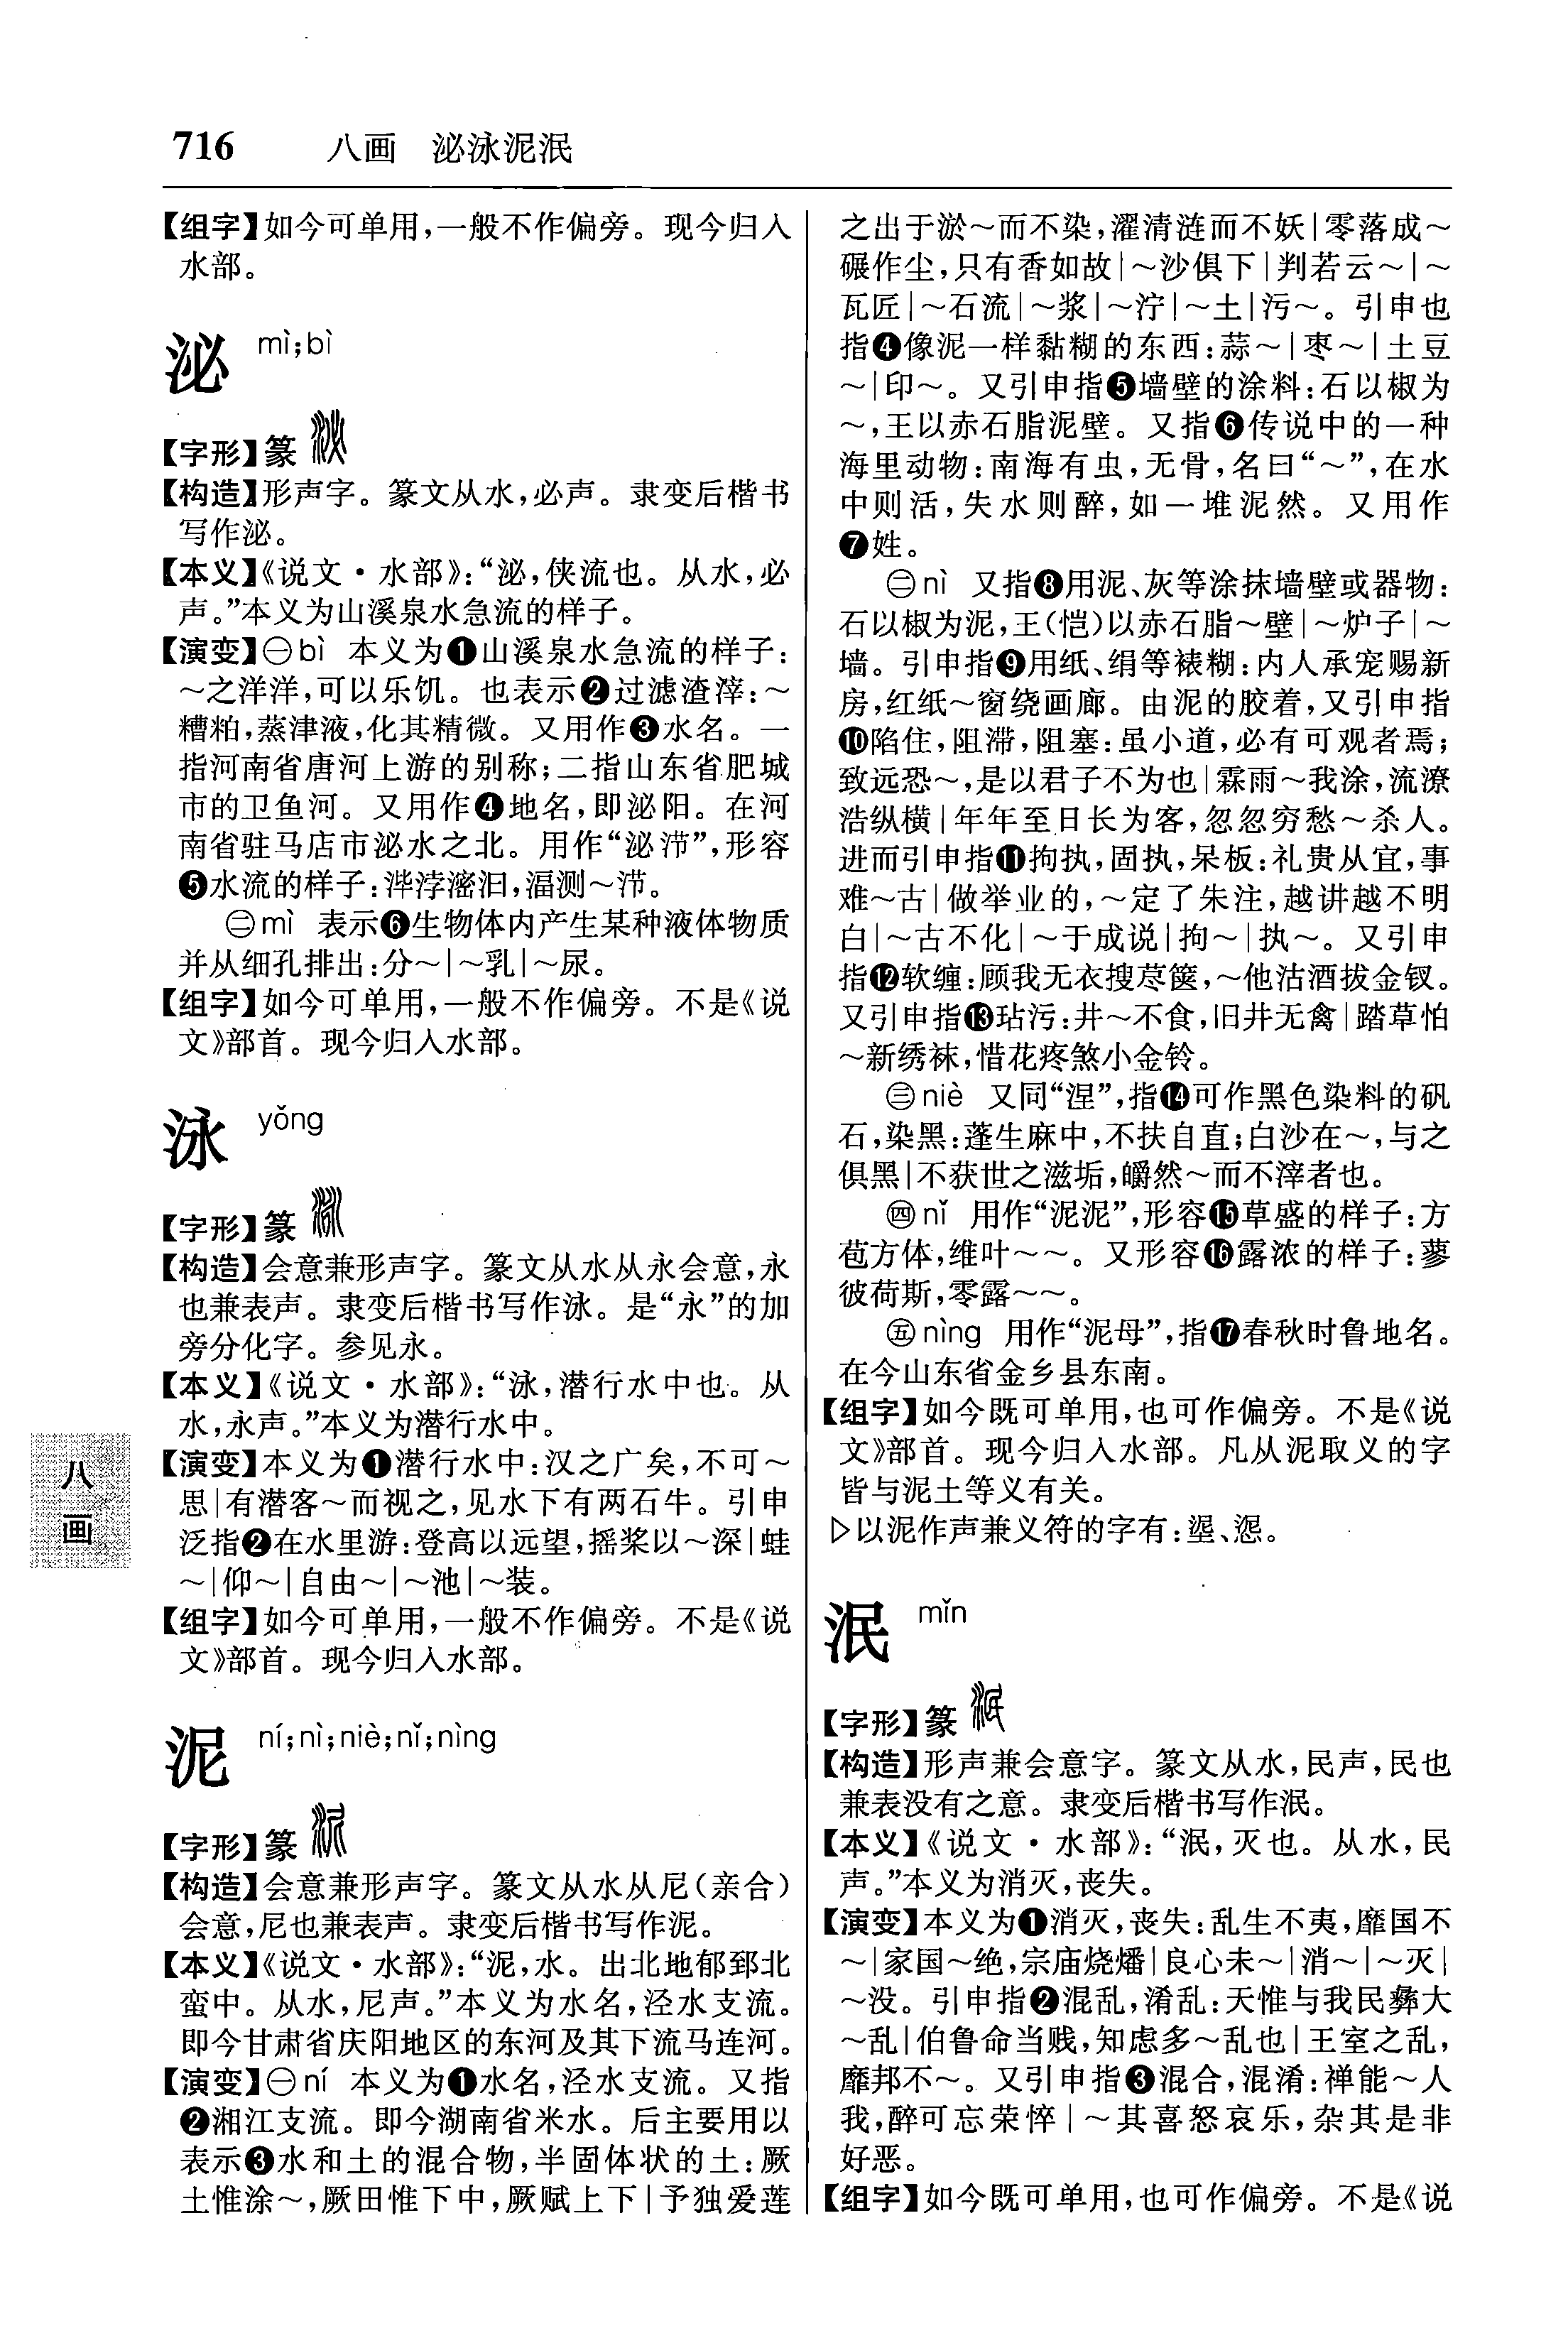 716 八画 泌泳泥泯
【组字】如今可单用,一般不作偏旁。现今归入
水部。
泌 mì;bì
【字形】篆
【构造】形声字。篆文从水,必声。隶变后楷书
写作泌。
【本义】《说文·水部》:“泌,侠流也。从水,必
声。”本义为山溪泉水急流的样子。
【演变】㊀bì 本义为❶山溪泉水急流的样子:
～之洋洋,可以乐饥。也表示❷过滤渣滓:～
糟粕,蒸津液,化其精微。又用作❸水名。一
指河南省唐河上游的别称;二指山东省肥城
市的卫鱼河。又用作❹地名,即泌阳。在河
南省驻马店市泌水之北。用作“泌㳍”,形容
❺水流的样子:滭浡滵汩,湢测～㳍。
㊁mì 表示❻生物体内产生某种液体物质
并从细孔排出:分～|～乳|～尿。
【组字】如今可单用,一般不作偏旁。不是《说
文》部首。现今归入水部。
泳 yǒng
【字形】篆
【构造】会意兼形声字。篆文从水从永会意,永
也兼表声。隶变后楷书写作泳。是“永”的加
旁分化字。参见永。
【本义】《说文·水部》:“泳,潜行水中也。从
水,永声。”本义为潜行水中。
【演变】本义为❶潜行水中:汉之广矣,不可～
思|有潜客～而视之,见水下有两石牛。引申
泛指❷在水里游:登高以远望,摇桨以～深|蛙
～|仰～|自由～|～池|～装。
【组字】如今可单用,一般不作偏旁。不是《说
文》部首。现今归入水部。
泥 ní;nì;niè;nǐ;nìng
【字形】篆
【构造】会意兼形声字。篆文从水从尼(亲合)
会意,尼也兼表声。隶变后楷书写作泥。
【本义】《说文·水部》:“泥,水。出北地郁郅北
蛮中。从水,尼声。”本义为水名,泾水支流。
即今甘肃省庆阳地区的东河及其下流马连河。
【演变】㊀ní 本义为❶水名,泾水支流。又指
❷湘江支流。即今湖南省米水。后主要用以
表示❸水和土的混合物,半固体状的土:厥
土惟涂～,厥田惟下中,厥赋上下|予独爱莲
之出于淤～而不染,濯清涟而不妖|零落成～
碾作尘,只有香如故|～沙俱下|判若云～|～
瓦匠|～石流|～浆|～泞|～土|污～。引申也
指❹像泥一样黏糊的东西:蒜～|枣～|土豆
～|印～。又引申指❺墙壁的涂料:石以椒为
～,王以赤石脂泥壁。又指❻传说中的一种
海里动物:南海有虫,无骨,名曰“～”,在水
中则活,失水则醉,如一堆泥然。又用作
❼姓。
㊁nì 又指❽用泥、灰等涂抹墙壁或器物:
石以椒为泥,王(恺)以赤石脂～壁|～炉子|～
墙。引申指❾用纸、绢等裱糊:内人承宠赐新
房,红纸～窗绕画廊。由泥的胶着,又引申指
❿陷住,阻滞,阻塞:虽小道,必有可观者焉;
致远恐～,是以君子不为也|霖雨～我涂,流潦
浩纵横|年年至日长为客,忽忽穷愁～杀人。
进而引申指⓫拘执,固执,呆板:礼贵从宜,事
难～古|做举业的,～定了朱注,越讲越不明
白|～古不化|～于成说|拘～|执～。又引申
指⓬软缠:顾我无衣搜荩箧,～他沽酒拔金钗。
又引申指⓭玷污:井～不食,旧井无禽|踏草怕
～新绣袜,惜花疼煞小金铃。
㊂niè 又同“涅”,指⓮可作黑色染料的矾
石,染黑:蓬生麻中,不扶自直;白沙在～,与之
俱黑|不获世之滋垢,皭然～而不滓者也。
㊃nǐ 用作“泥泥”,形容⓯草盛的样子:方
苞方体,维叶～～。又形容⓰露浓的样子:蓼
彼荷斯,零露～～。
㊄nìng 用作“泥母”,指⓱春秋时鲁地名。
在今山东省金乡县东南。
【组字】如今既可单用,也可作偏旁。不是《说
文》部首。现今归入水部。凡从泥取义的字
皆与泥土等义有关。
▷以泥作声兼义符的字有:埿、惌。
泯 mǐn
【字形】篆
【构造】形声兼会意字。篆文从水,民声,民也
兼表没有之意。隶变后楷书写作泯。
【本义】《说文·水部》:“泯,灭也。从水,民
声。”本义为消灭,丧失。
【演变】本义为❶消灭,丧失:乱生不夷,靡国不
～|家国～绝,宗庙烧燔|良心未～|消～|～灭|
～没。引申指❷混乱,淆乱:天惟与我民彝大
～乱|伯鲁命当贱,知虑多～乱也|王室之乱,
靡邦不～。又引申指❸混合,混淆:禅能～人
我,醉可忘荣悴|～其喜怒哀乐,杂其是非
好恶。
【组字】如今既可单用,也可作偏旁。不是《说
八
画